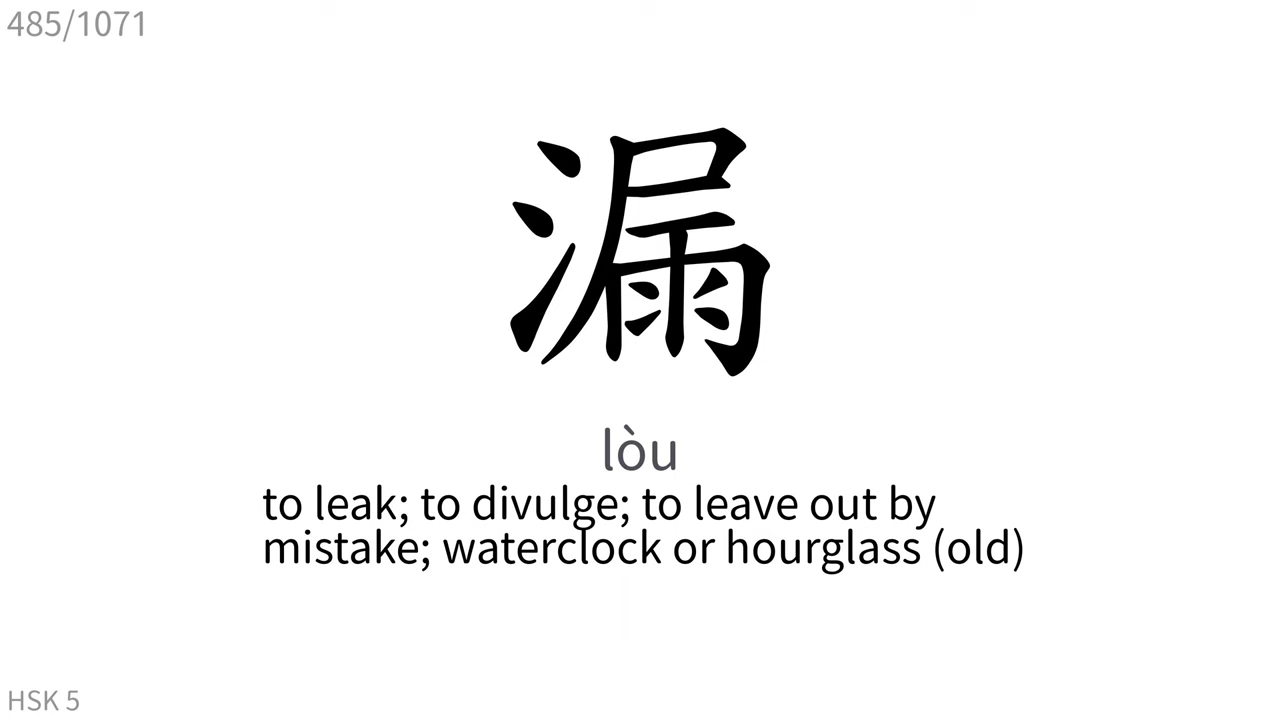 485/1071
漏
lòu
to leak; to divulge; to leave out by
mistake; waterclock or hourglass (old)
HSK 5